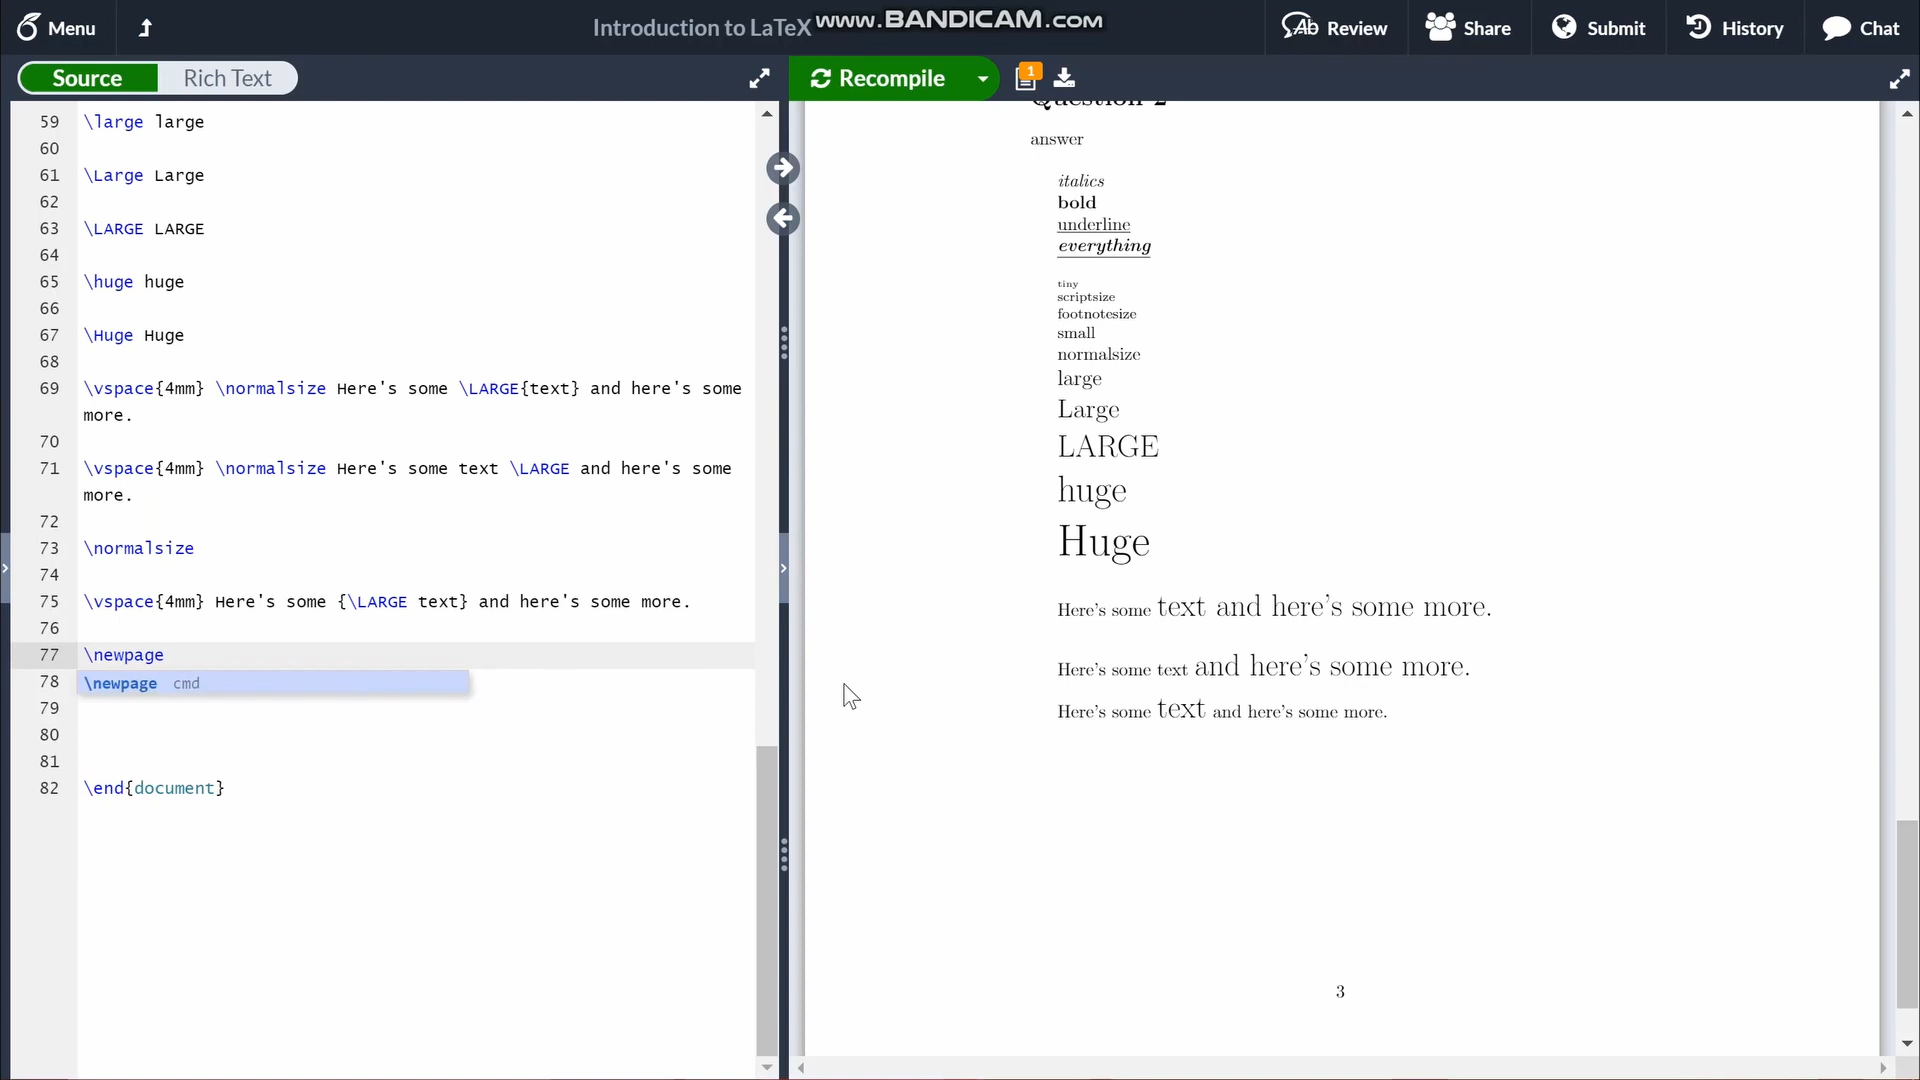 Menu
Introduction to LaTeX
www.BANDICAM.com
Review
Share
Submit
History
Chat
Source
Rich Text
Recompile
1
59 \large large
60
61 \Large Large
62
63 \LARGE LARGE
64
65 \huge huge
66
67 \Huge Huge
68
69 \vspace{4mm} \normalsize Here's some \LARGE{text} and here's some
more.
70
71 \vspace{4mm} \normalsize Here's some text \LARGE and here's some
more.
72
73 \normalsize
74
75 \vspace{4mm} Here's some {\LARGE text} and here's some more.
76
77 \newpage
78 \newpage cmd
79
80
81
82 \end{document}
Question 2
answer
italics
bold
underline
everything
tiny
scriptsize
footnotesize
small
normalsize
large
Large
LARGE
huge
Huge
Here's some text and here's some more.
Here's some text and here's some more.
Here's some text and here's some more.
3